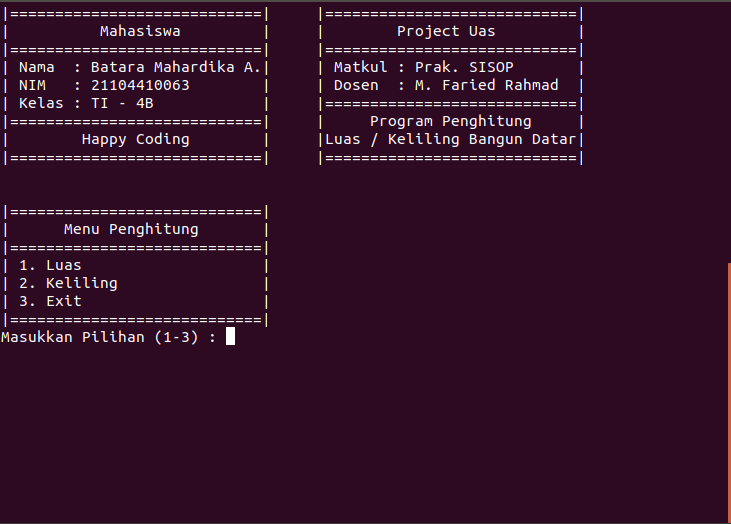 |============================|     |============================|
|          Mahasiswa         |     |        Project Uas         |
|============================|     |============================|
| Nama  : Batara Mahardika A.|     | Matkul : Prak. SISOP       |
| NIM   : 21104410063        |     | Dosen  : M. Faried Rahmad  |
| Kelas : TI - 4B            |     |============================|
|============================|     |     Program Penghitung     |
|        Happy Coding        |     |Luas / Keliling Bangun Datar|
|============================|     |============================|
|============================|
|      Menu Penghitung       |
|============================|
| 1. Luas                    |
| 2. Keliling                |
| 3. Exit                    |
|============================|
Masukkan Pilihan (1-3) :